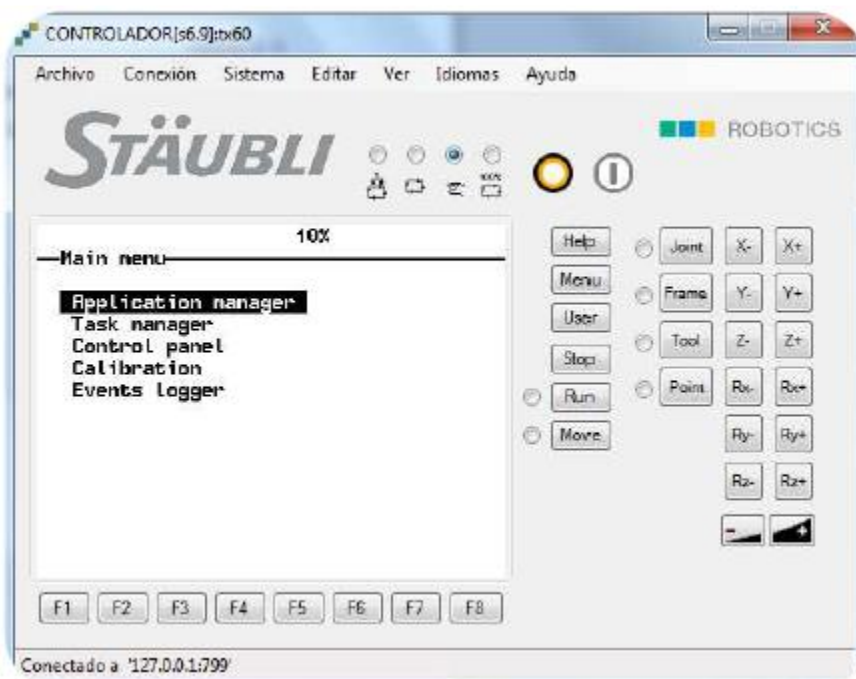 CONTROLADOR[s6.9]:tx60
Archivo Conexión Sistema Editar Ver Idiomas Ayuda
STÄUBLI
ROBOTICS
100%
10%
Main menu
Application manager
Task manager
Control panel
Calibration
Events logger
Help
Menu
User
Stop
Run
Move
Joint X- X+
Frame Y- Y+
Tool Z- Z+
Point Rx- Rx+
Ry- Ry+
Rz- Rz+
- +
F1 F2 F3 F4 F5 F6 F7 F8
Conectado a '127.0.0.1:799'